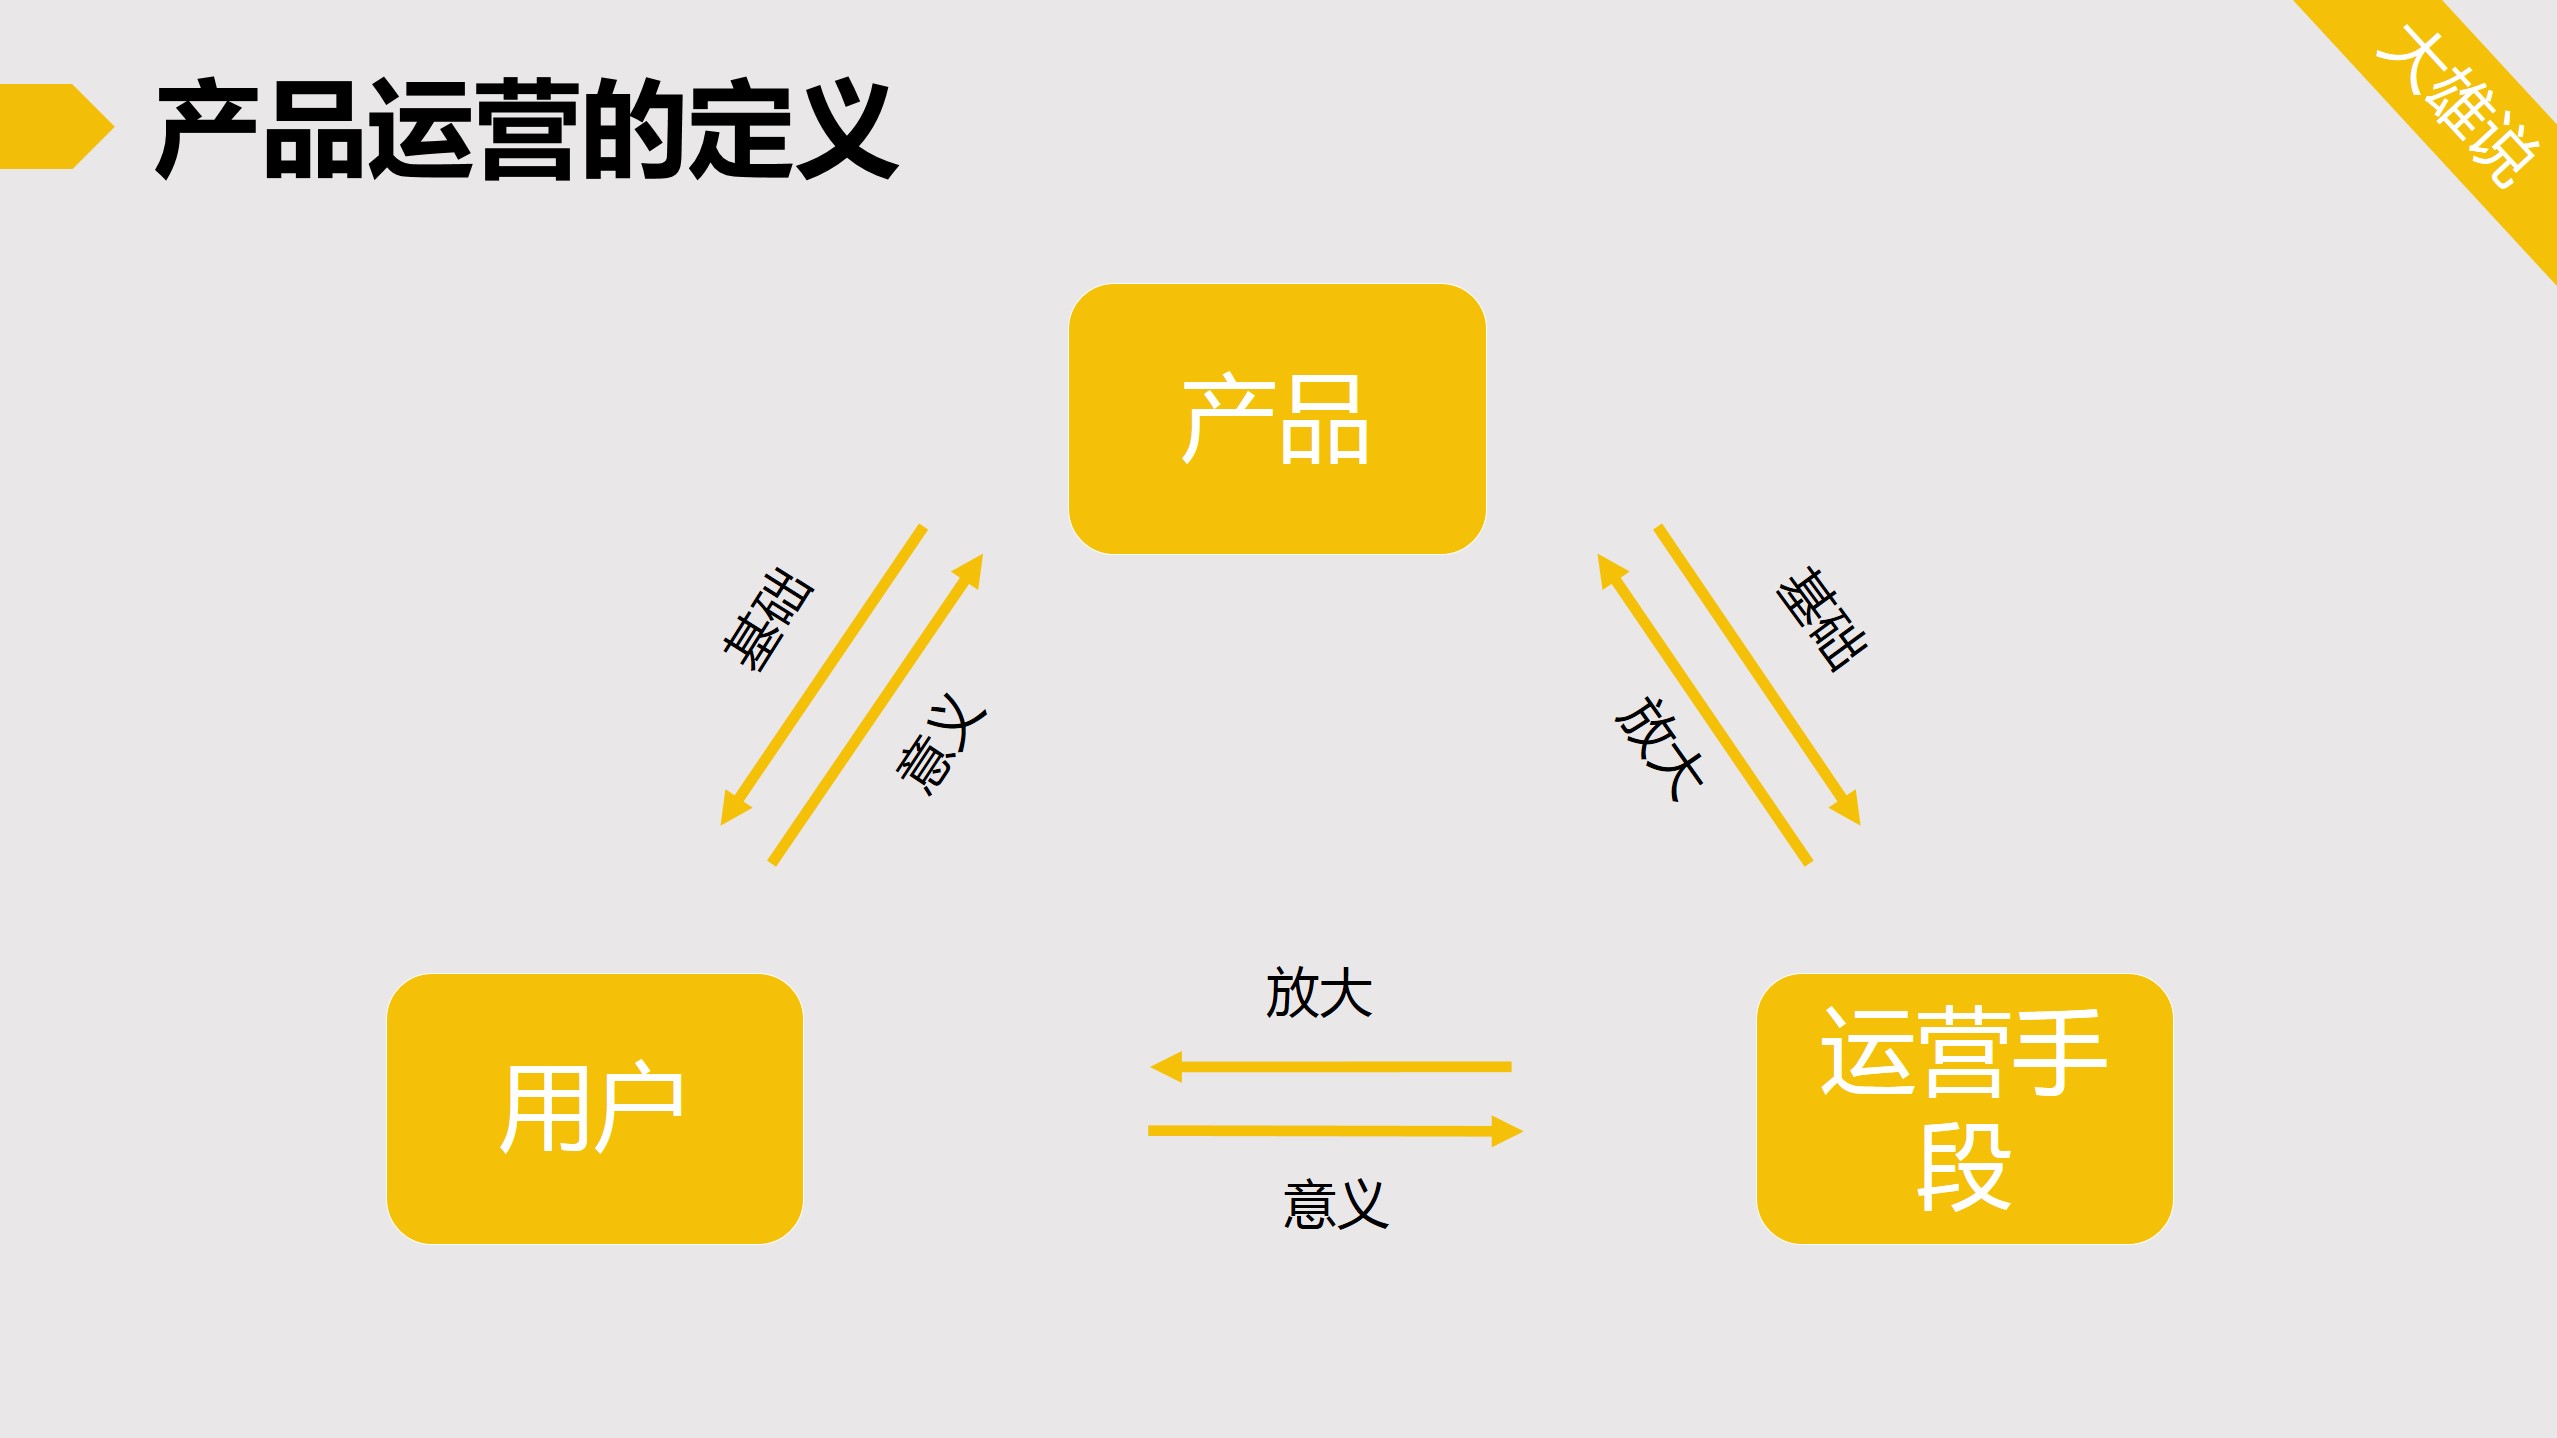 产品运营的定义
大雄说
产品
基础
意义
基础
放大
用户
放大
意义
运营手
段